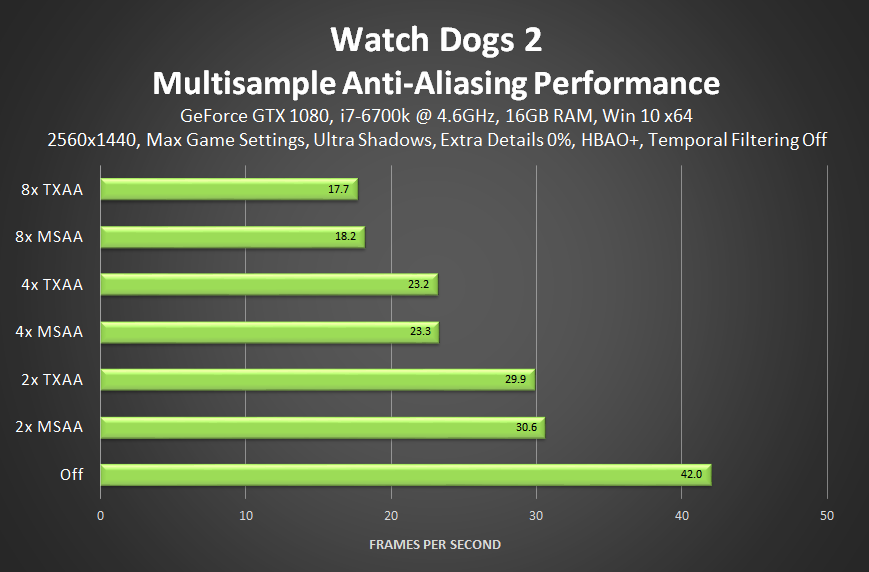 Watch Dogs 2
Multisample Anti-Aliasing Performance
GeForce GTX 1080, i7-6700k @ 4.6GHz, 16GB RAM, Win 10 x64
2560x1440, Max Game Settings, Ultra Shadows, Extra Details 0%, HBAO+, Temporal Filtering Off
8x TXAA 17.7
8x MSAA 18.2
4x TXAA 23.2
4x MSAA 23.3
2x TXAA 29.9
2x MSAA 30.6
Off 42.0
0 10 20 30 40 50
FRAMES PER SECOND